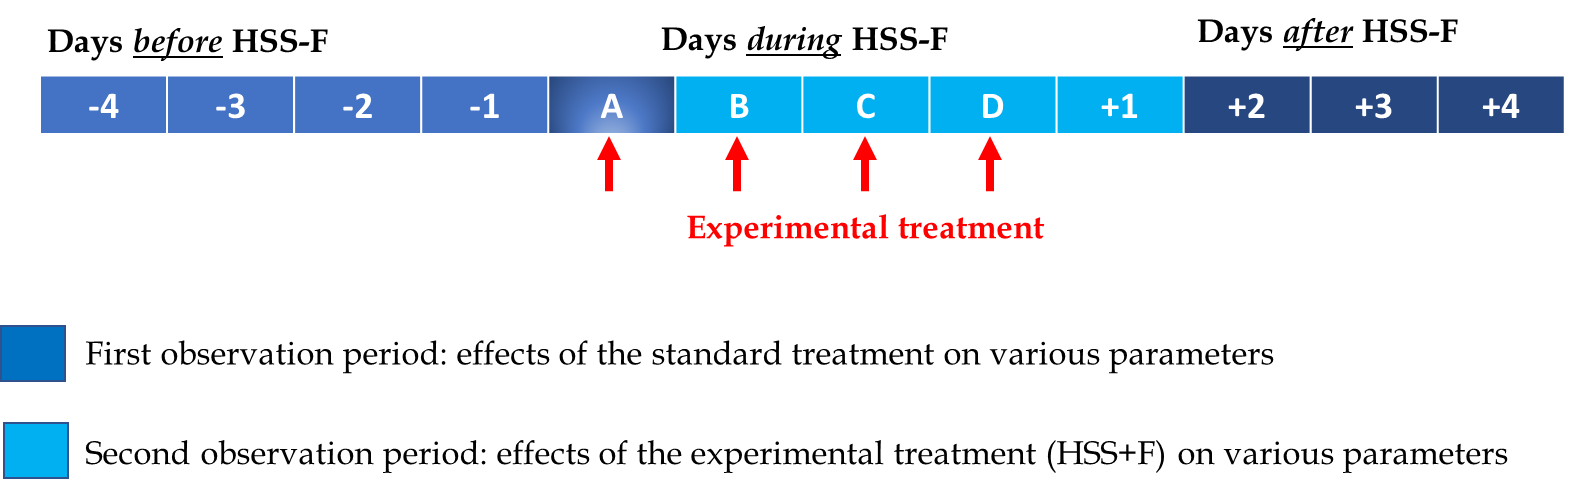 Days before HSS-F
Days during HSS-F
Days after HSS-F
-4 -3 -2 -1 A B C D +1 +2 +3 +4
Experimental treatment
First observation period: effects of the standard treatment on various parameters
Second observation period: effects of the experimental treatment (HSS+F) on various parameters